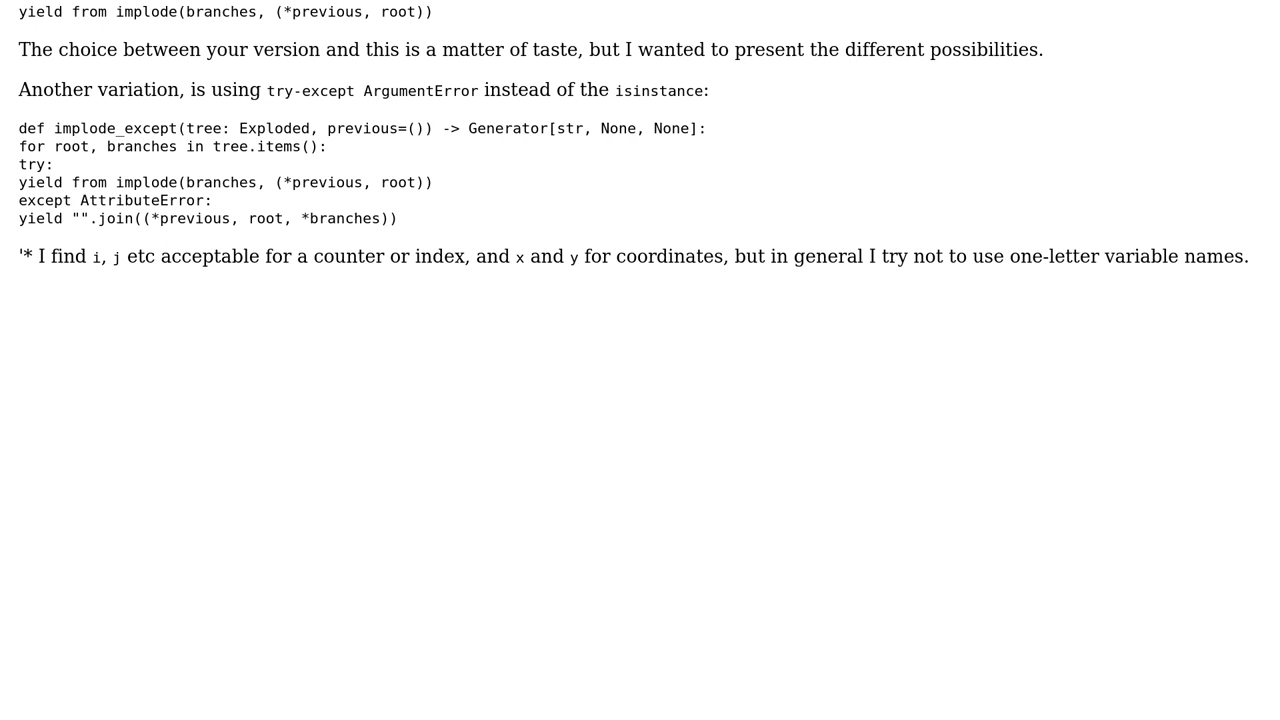 yield from implode(branches, (*previous, root))
The choice between your version and this is a matter of taste, but I wanted to present the different possibilities.
Another variation, is using try-except ArgumentError instead of the isinstance:
def implode_except(tree: Exploded, previous=()) -> Generator[str, None, None]:
for root, branches in tree.items():
try:
yield from implode(branches, (*previous, root))
except AttributeError:
yield "".join((*previous, root, *branches))
'* I find i, j etc acceptable for a counter or index, and x and y for coordinates, but in general I try not to use one-letter variable names.